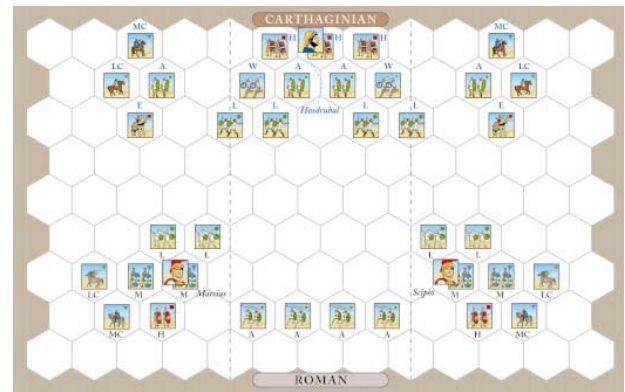 CARTHAGINIAN
MC H H MC
LC A W A A W A LC
Hasdrubal
E L L L L E
L L L L
LC M M Marcius Scipio M M LC
MC H A A A A H MC
ROMAN